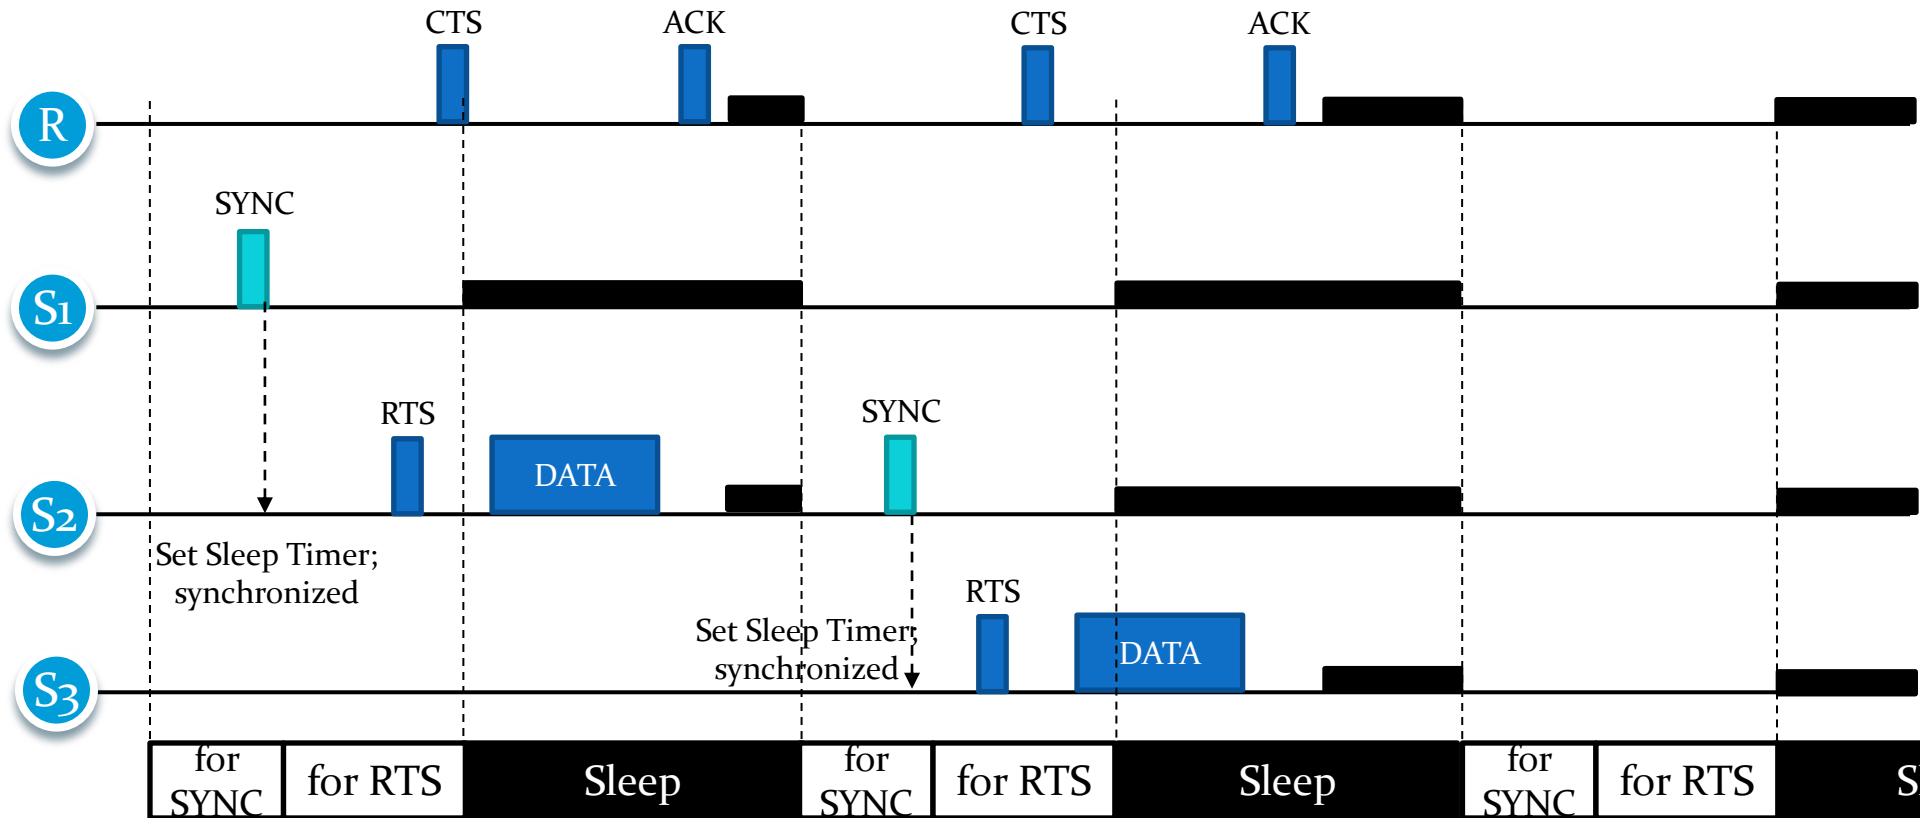 CTS
ACK
CTS
ACK
R
SYNC
S1
RTS
SYNC
DATA
S2
Set Sleep Timer;
synchronized
RTS
Set Sleep Timer;
synchronized
DATA
S3
for
SYNC
for RTS
Sleep
for
SYNC
for RTS
Sleep
for
SYNC
for RTS